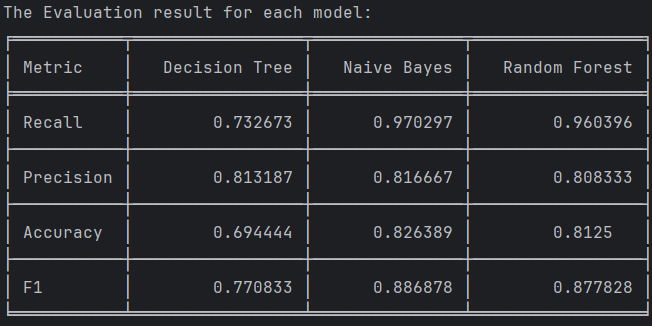 The Evaluation result for each model:
Metric Decision Tree Naive Bayes Random Forest
Recall 0.732673 0.970297 0.960396
Precision 0.813187 0.816667 0.808333
Accuracy 0.694444 0.826389 0.8125
F1 0.770833 0.886878 0.877828